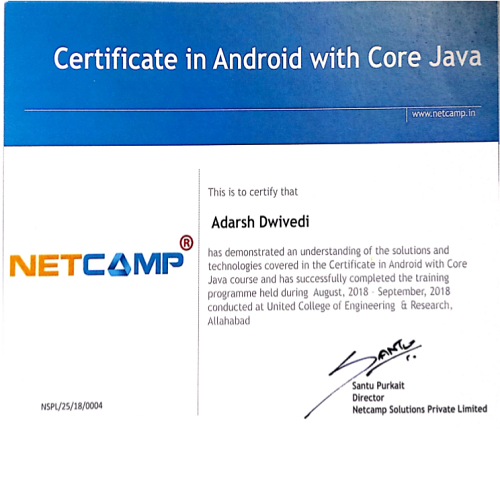 Certificate in Android with Core Java
www.netcamp.in
This is to certify that
Adarsh Dwivedi
has demonstrated an understanding of the solutions and
technologies covered in the Certificate in Android with Core
Java course and has successfully completed the training
programme held during August, 2018 - September, 2018
conducted at United College of Engineering & Research,
Allahabad
NETCAMP®
SANTU
Santu Purkait
Director
Netcamp Solutions Private Limited
NSPL/25/18/0004